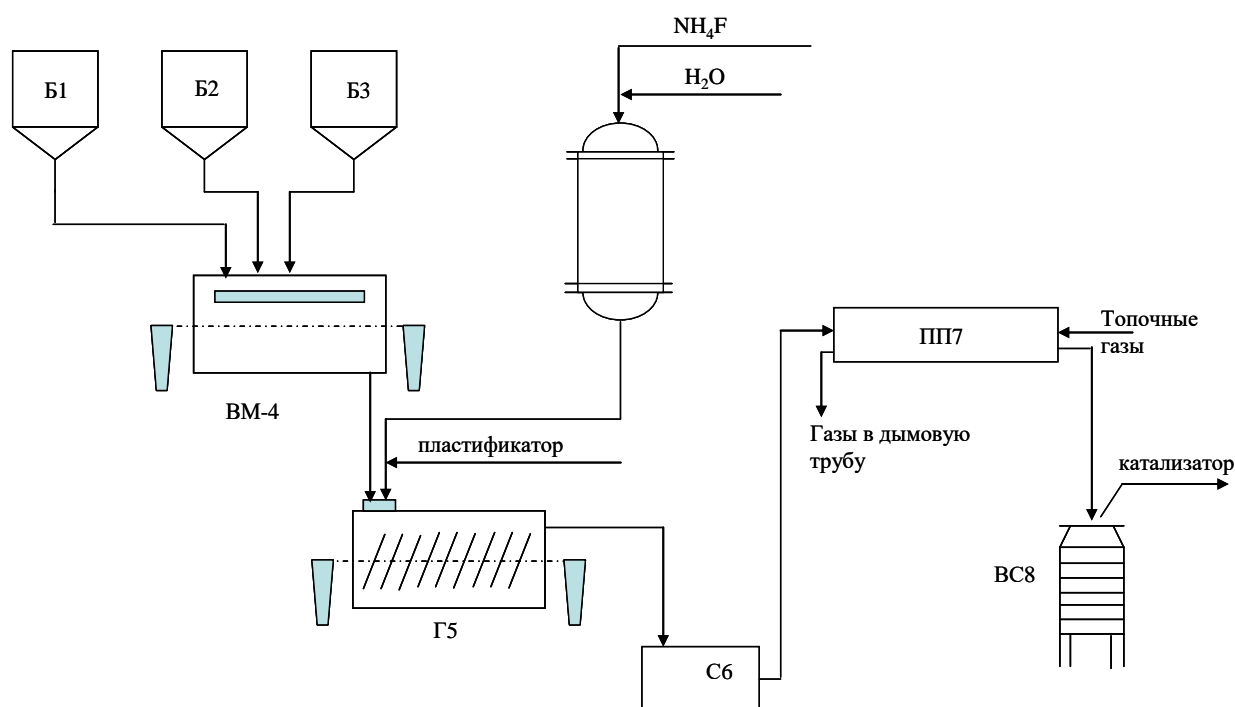 NH₄F
H₂O
Б1
Б2
Б3
ВМ-4
пластификатор
Г5
С6
ПП7
Топочные
газы
Газы в дымовую
трубу
катализатор
ВС8